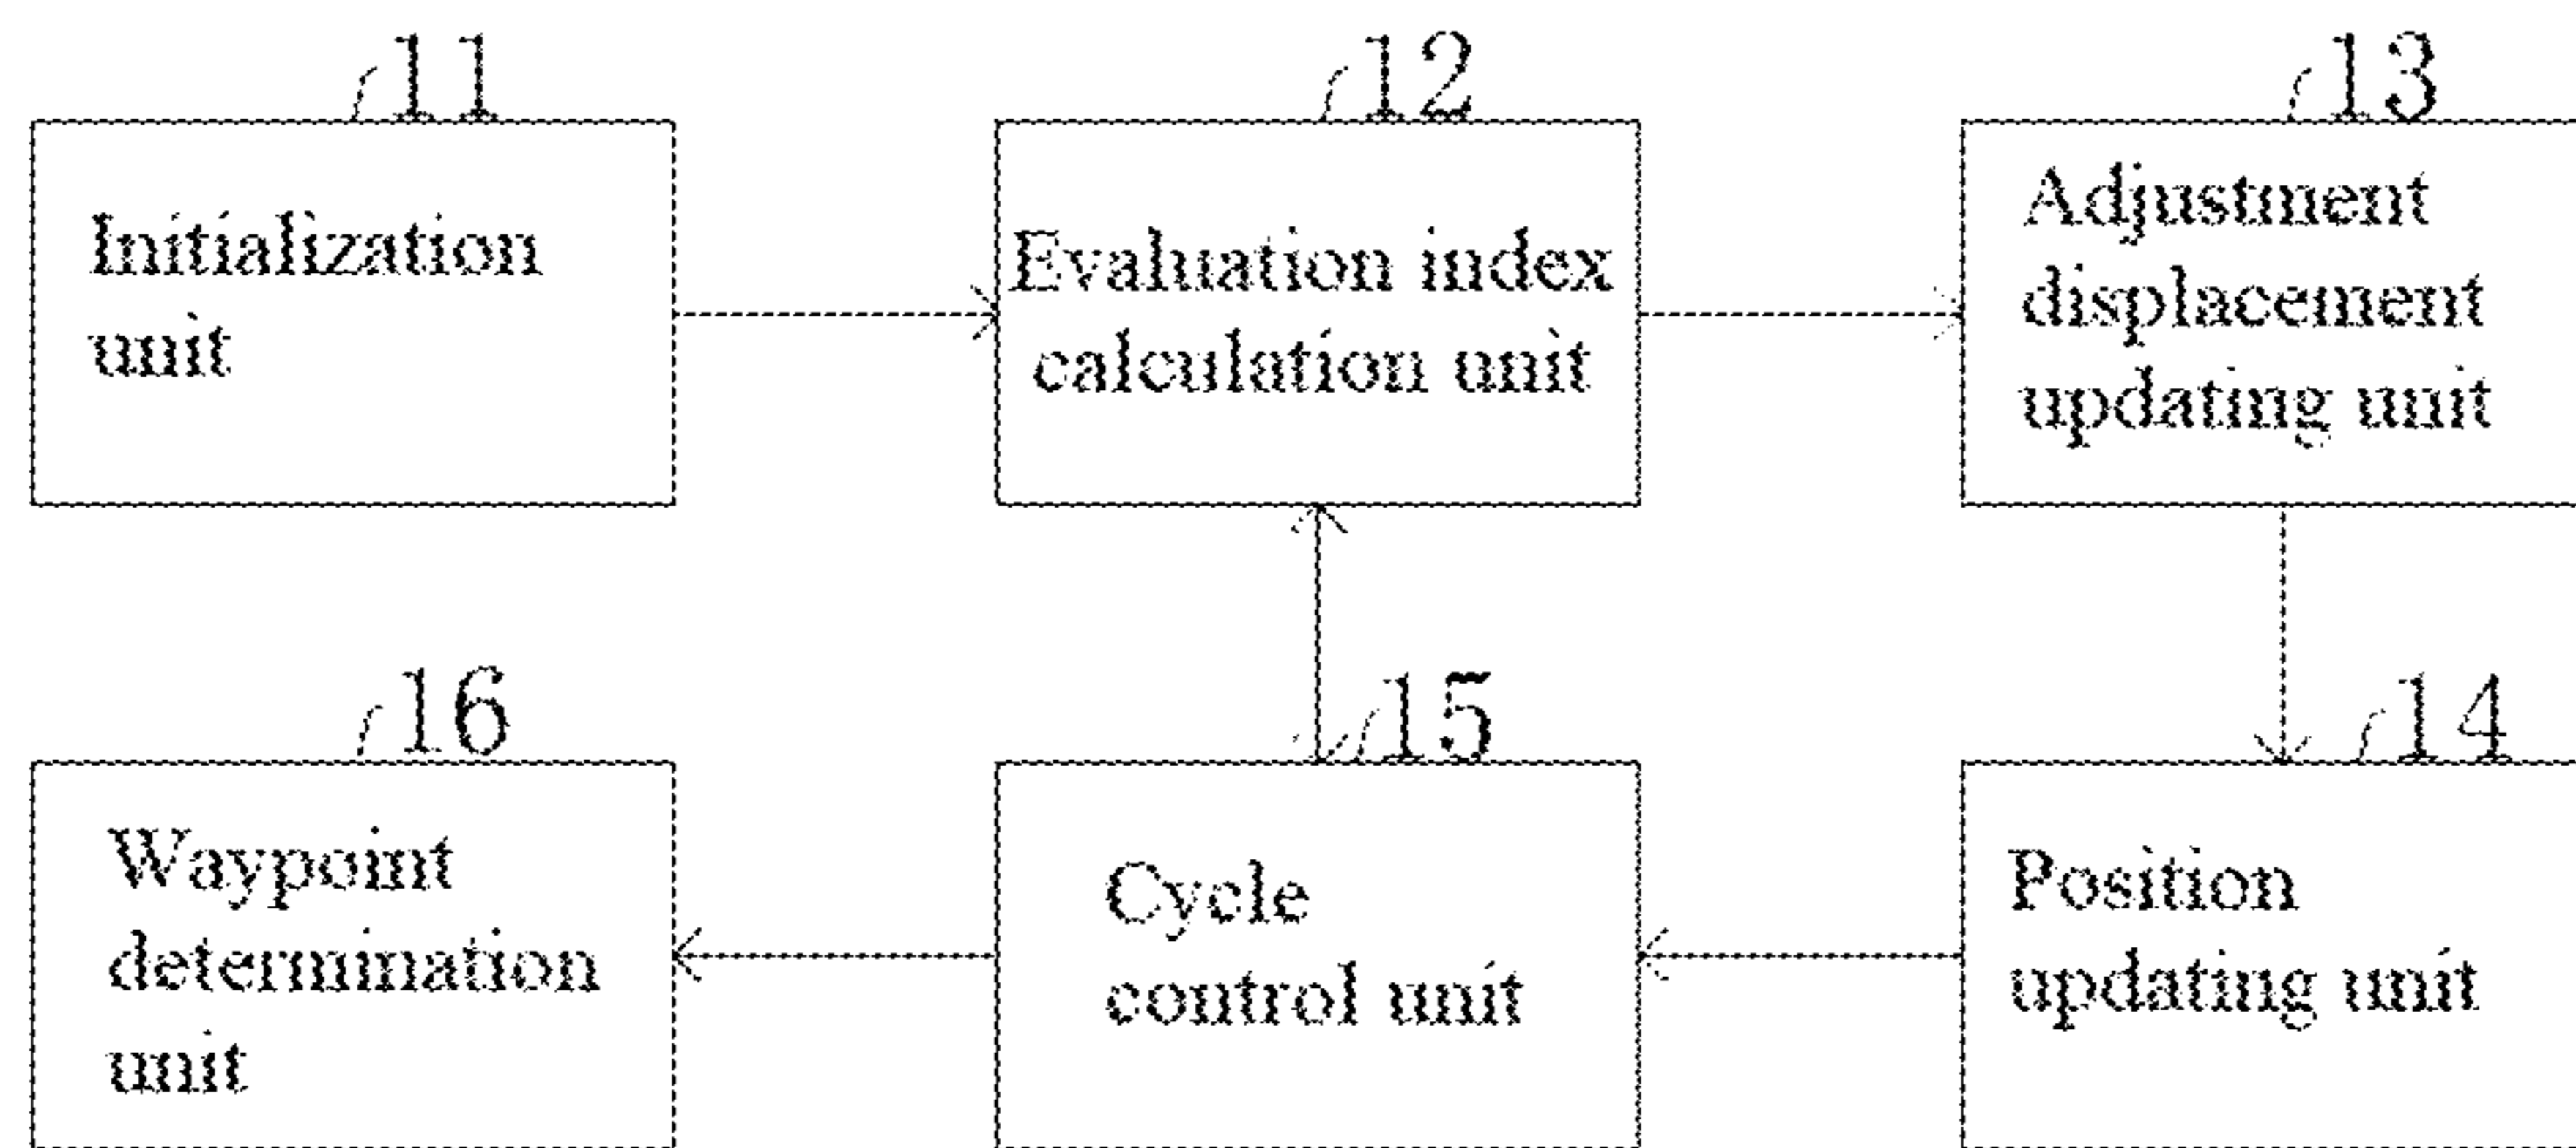 11
Initialization
unit
12
Evaluation index
calculation unit
13
Adjustment
displacement
updating unit
16
Waypoint
determination
unit
15
Cycle
control unit
14
Position
updating unit